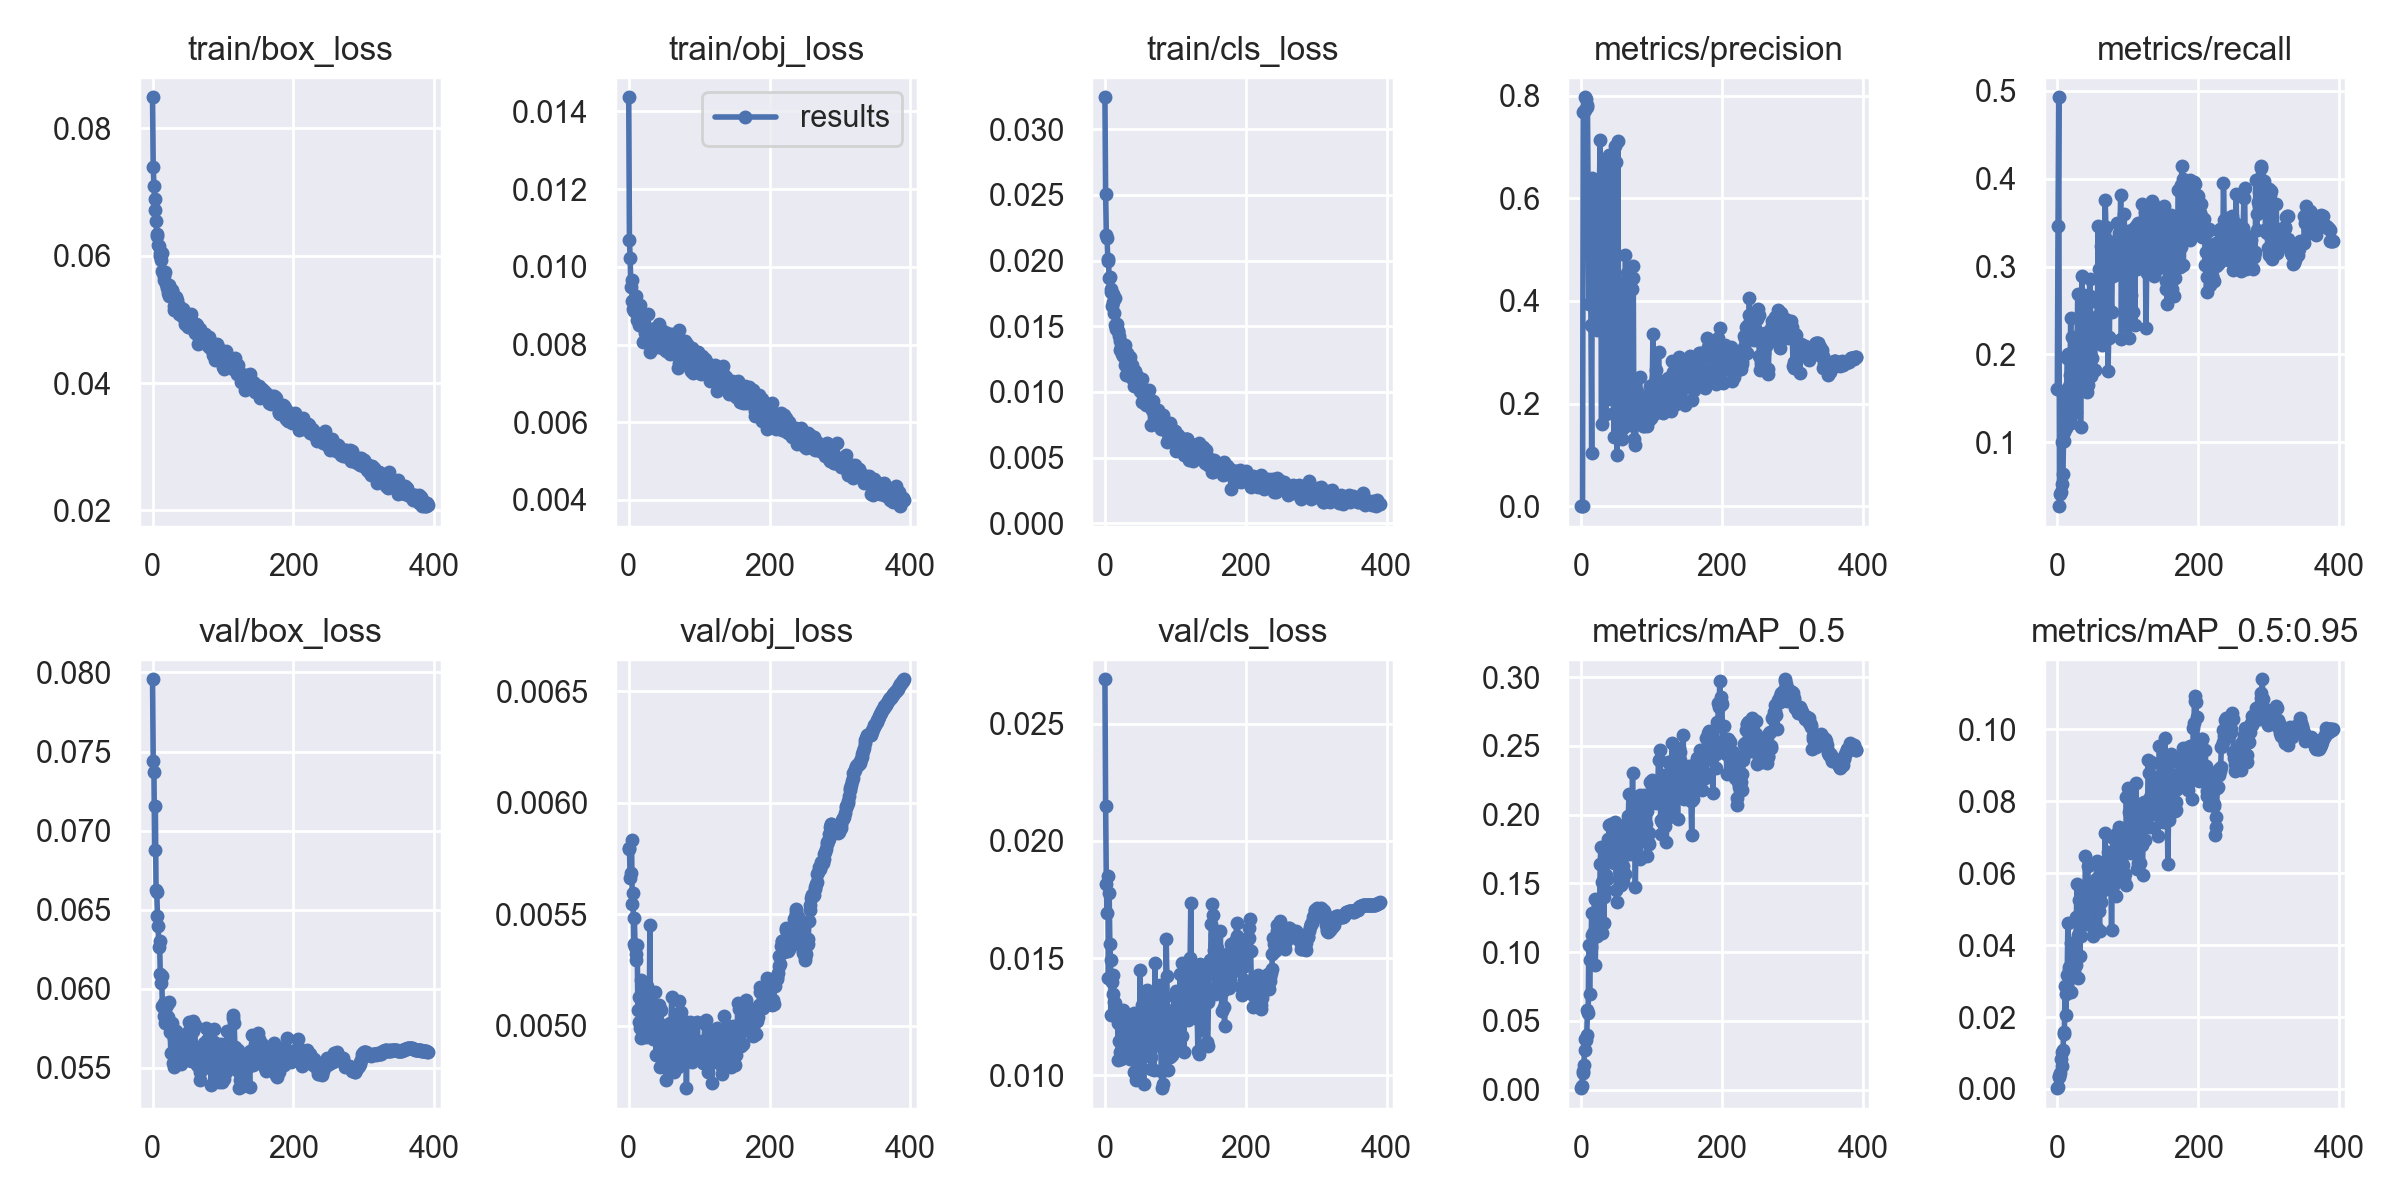 train/box_loss
0.08
0.06
0.04
0.02
0 200 400
train/obj_loss
results
0.014
0.012
0.010
0.008
0.006
0.004
0 200 400
train/cls_loss
0.030
0.025
0.020
0.015
0.010
0.005
0.000
0 200 400
metrics/precision
0.8
0.6
0.4
0.2
0.0
0 200 400
metrics/recall
0.5
0.4
0.3
0.2
0.1
0 200 400
val/box_loss
0.080
0.075
0.070
0.065
0.060
0.055
0 200 400
val/obj_loss
0.0065
0.0060
0.0055
0.0050
0 200 400
val/cls_loss
0.025
0.020
0.015
0.010
0 200 400
metrics/mAP_0.5
0.30
0.25
0.20
0.15
0.10
0.05
0.00
0 200 400
metrics/mAP_0.5:0.95
0.10
0.08
0.06
0.04
0.02
0.00
0 200 400